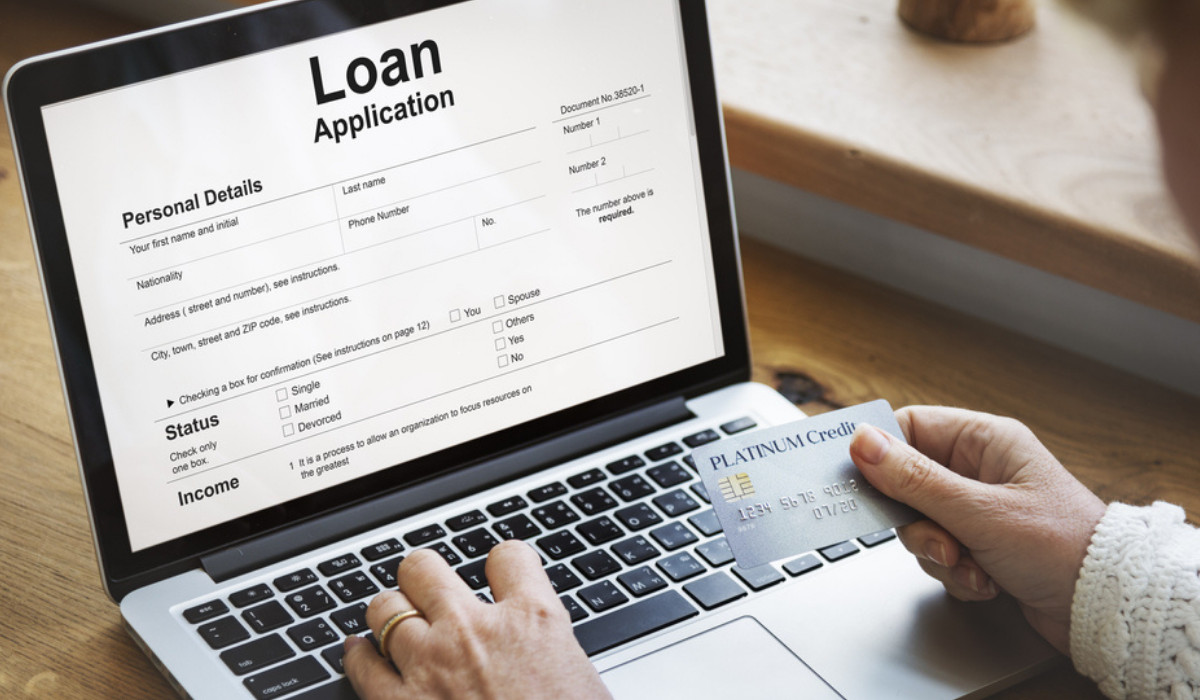 Loan
Application
Document No.38520-1
Number 1
Number 2
The number above is
required.
Personal Details
Your first name and initial
Last name
Nationality
Phone Number
Address ( street and number), see instructions.
No.
City, town, street and ZIP code, see instructions.
Checking a box for confirmation (See instructions on page 12)
You
Spouse
Status
Check only
one box.
Single
Married
Devorced
Others
Yes
No
Income
1 It is a process to allow an organization to focus resources on
the greatest
PLATINUM Credit
1234 5678 9012
07/20
esc
tab
caps lock
Q
W
U
I
O
P
J
K
L
N
M